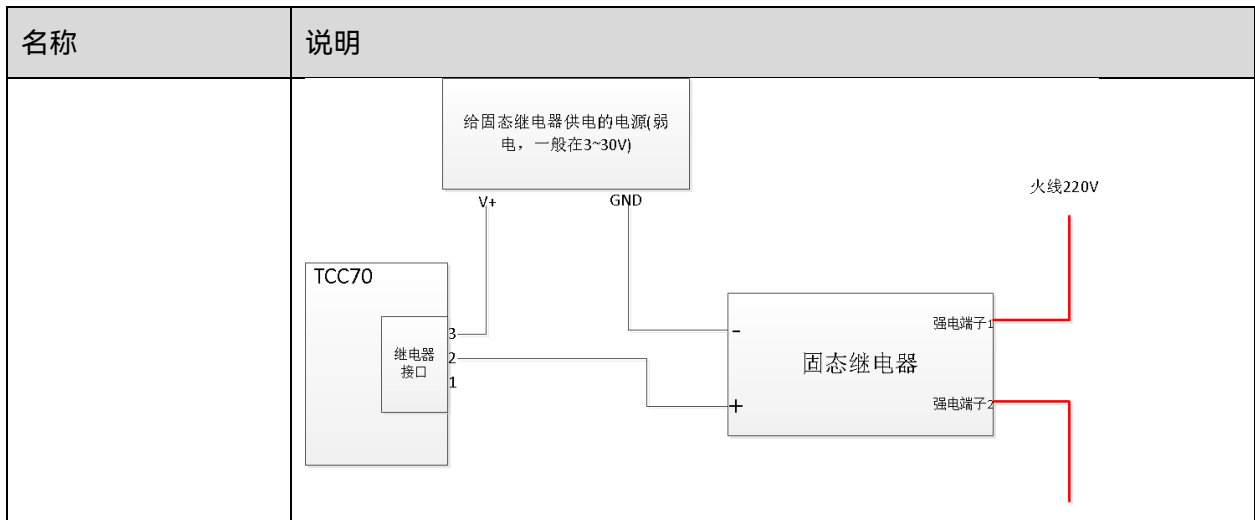 名称
说明
给固态继电器供电的电源(弱
电，一般在3~30V)
火线220V
V+
GND
TCC70
继电器
接口
3
2
1
-
+
固态继电器
强电端子1
强电端子2